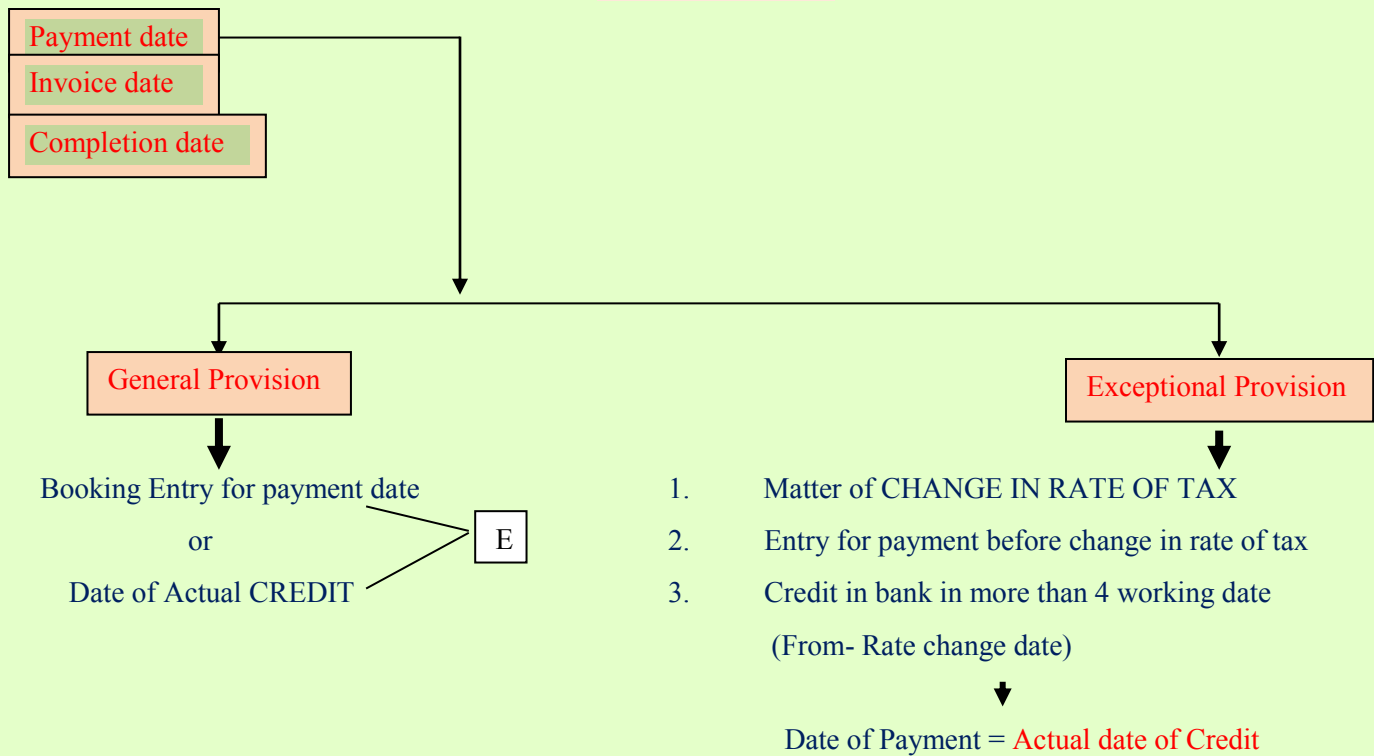 Payment date
Invoice date
Completion date
General Provision
Exceptional Provision
Booking Entry for payment date
or
Date of Actual CREDIT
E
1. Matter of CHANGE IN RATE OF TAX
2. Entry for payment before change in rate of tax
3. Credit in bank in more than 4 working date
(From- Rate change date)
Date of Payment = Actual date of Credit